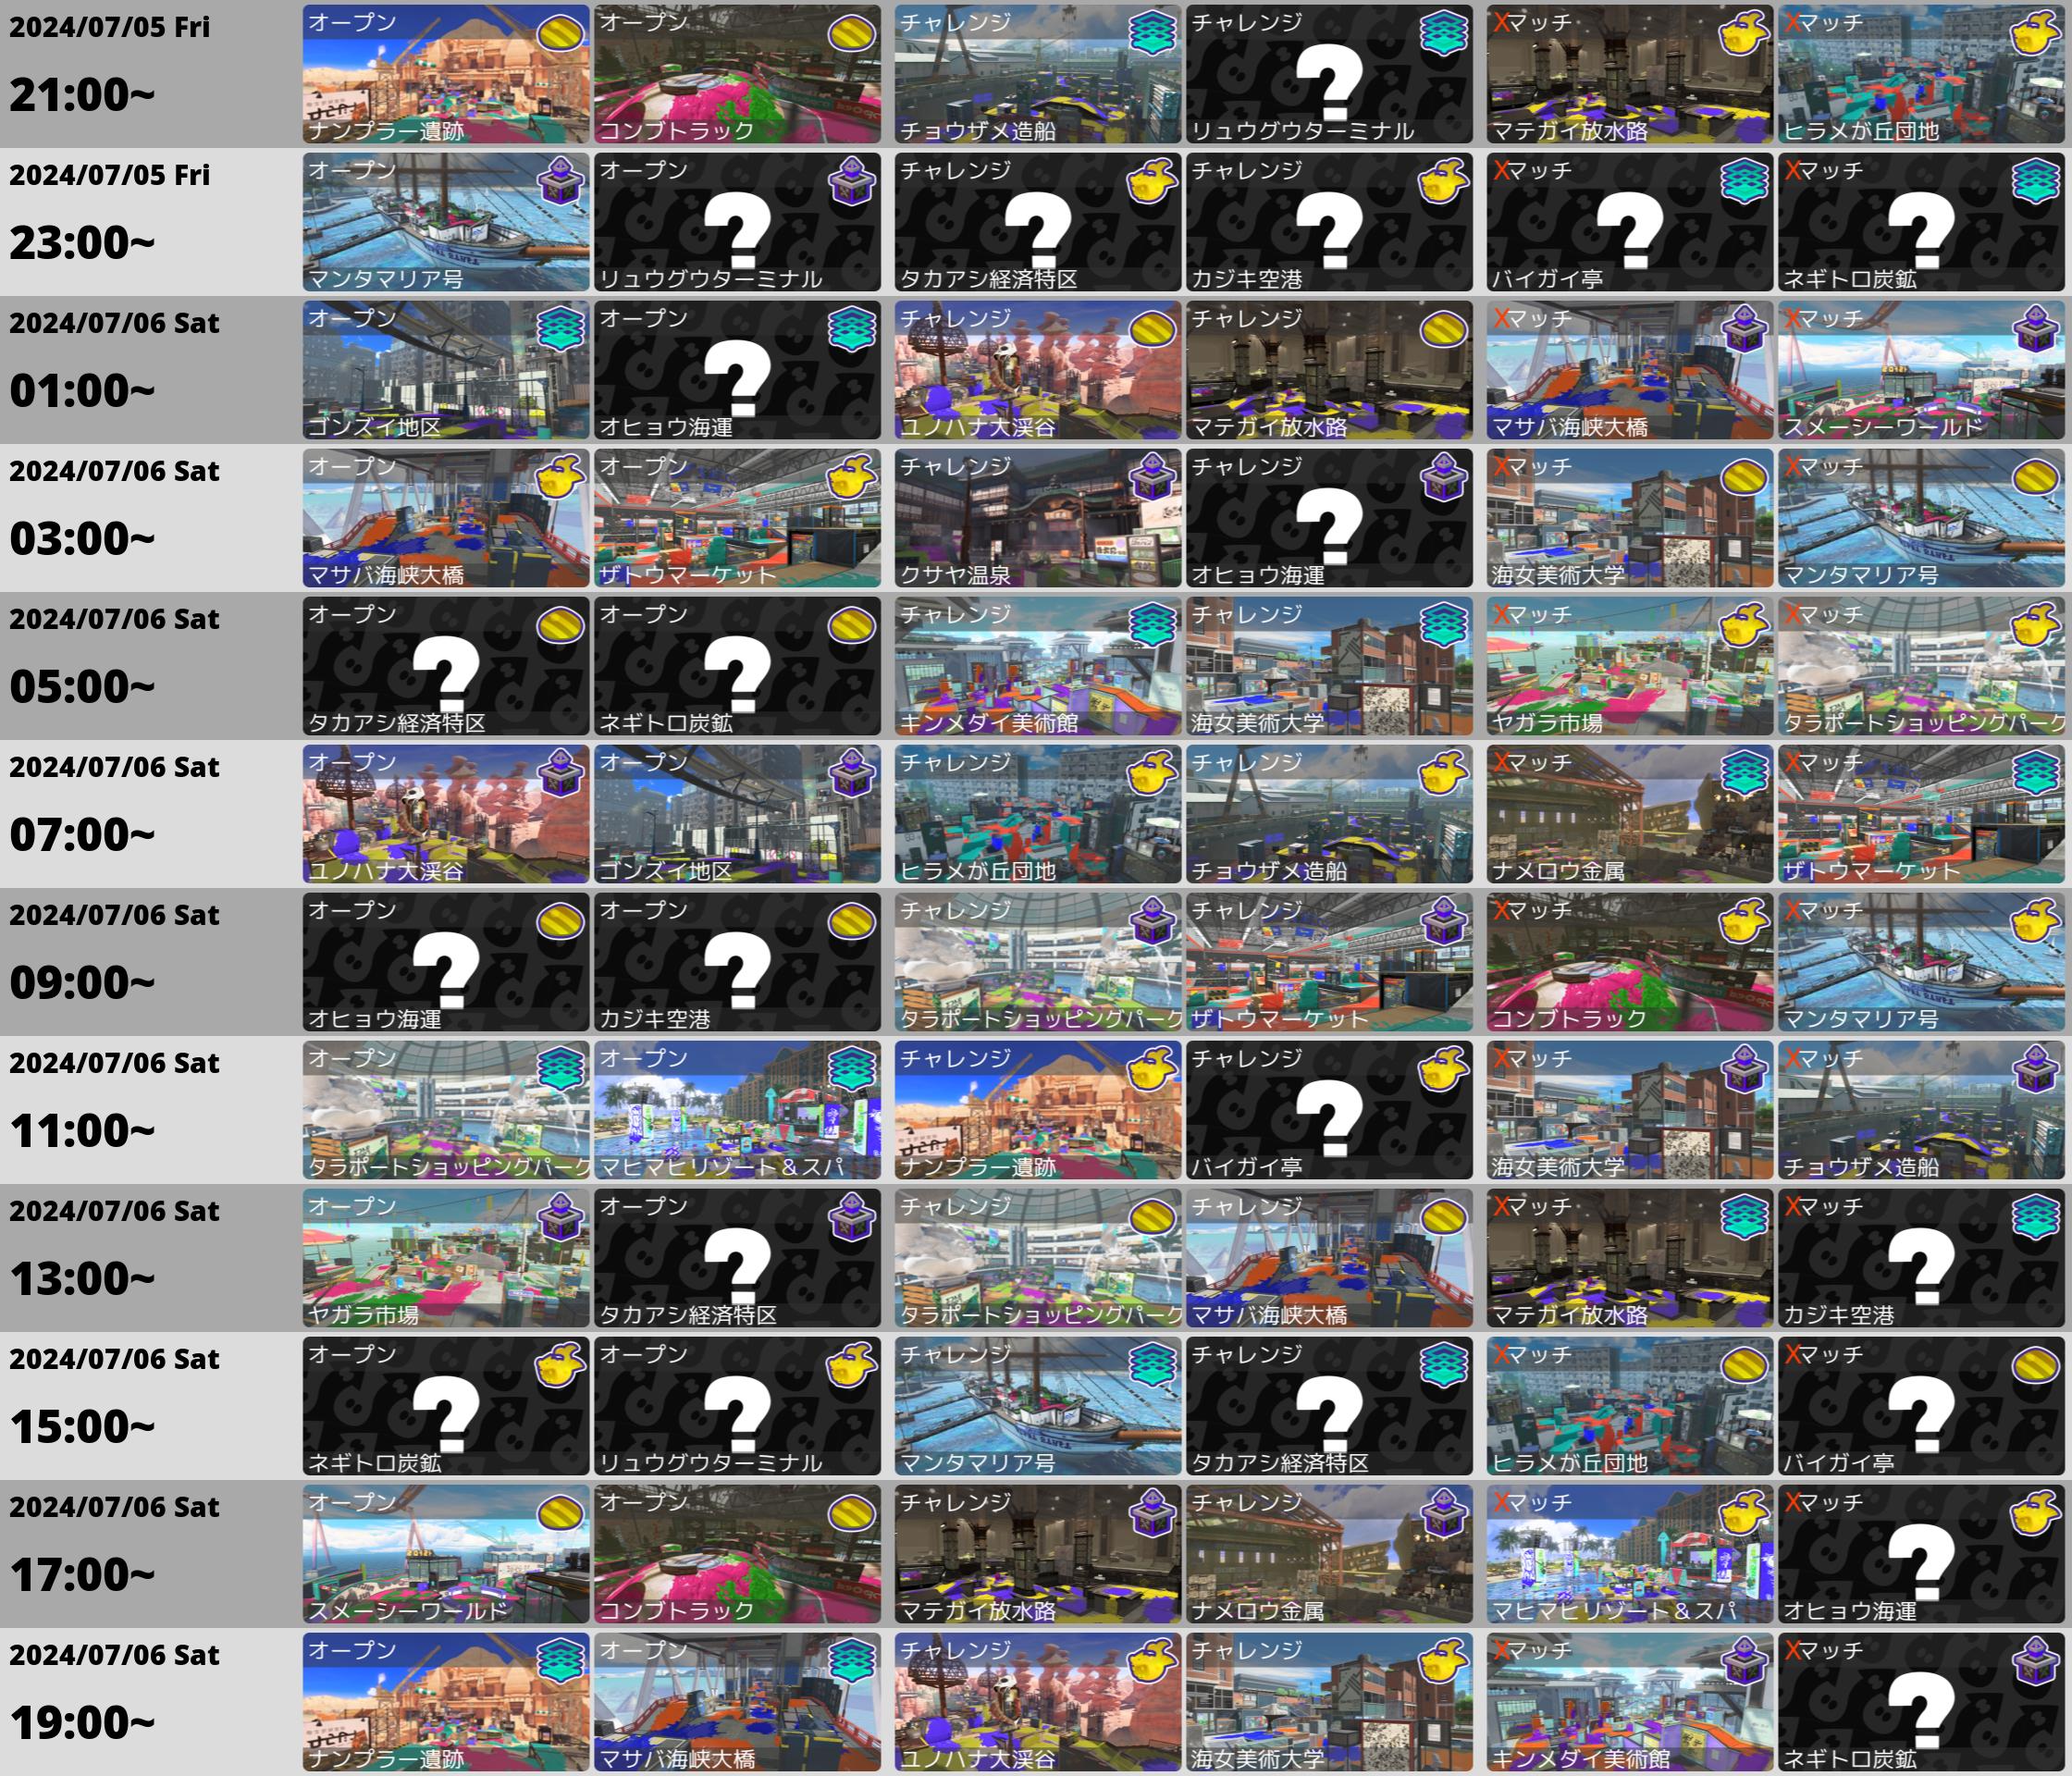 2024/07/05 Fri
21:00~
オープン
ナンプラー遺跡
オープン
コンブトラック
チャレンジ
チョウザメ造船
チャレンジ
リュウグウターミナル
Xマッチ
マテガイ放水路
Xマッチ
ヒラメが丘団地
2024/07/05 Fri
23:00~
オープン
マンタマリア号
オープン
リュウグウターミナル
チャレンジ
タカアシ経済特区
チャレンジ
カジキ空港
Xマッチ
バイガイ亭
Xマッチ
ネギトロ炭鉱
2024/07/06 Sat
01:00~
オープン
ゴンズイ地区
オープン
オヒョウ海運
チャレンジ
ユノハナ大渓谷
チャレンジ
マテガイ放水路
Xマッチ
マサバ海峡大橋
Xマッチ
スメーシーワールド
2024/07/06 Sat
03:00~
オープン
マサバ海峡大橋
オープン
ザトウマーケット
チャレンジ
クサヤ温泉
チャレンジ
オヒョウ海運
Xマッチ
海女美術大学
Xマッチ
マンタマリア号
2024/07/06 Sat
05:00~
オープン
タカアシ経済特区
オープン
ネギトロ炭鉱
チャレンジ
キンメダイ美術館
チャレンジ
海女美術大学
Xマッチ
ヤガラ市場
Xマッチ
タラポートショッピングパーク
2024/07/06 Sat
07:00~
オープン
ユノハナ大渓谷
オープン
ゴンズイ地区
チャレンジ
ヒラメが丘団地
チャレンジ
チョウザメ造船
Xマッチ
ナメロウ金属
Xマッチ
ザトウマーケット
2024/07/06 Sat
09:00~
オープン
オヒョウ海運
オープン
カジキ空港
チャレンジ
タラポートショッピングパーク
チャレンジ
ザトウマーケット
Xマッチ
コンブトラック
Xマッチ
マンタマリア号
2024/07/06 Sat
11:00~
オープン
タラポートショッピングパーク
オープン
マヒマヒリゾート＆スパ
チャレンジ
ナンプラー遺跡
チャレンジ
バイガイ亭
Xマッチ
海女美術大学
Xマッチ
チョウザメ造船
2024/07/06 Sat
13:00~
オープン
ヤガラ市場
オープン
タカアシ経済特区
チャレンジ
タラポートショッピングパーク
チャレンジ
マサバ海峡大橋
Xマッチ
マテガイ放水路
Xマッチ
カジキ空港
2024/07/06 Sat
15:00~
オープン
ネギトロ炭鉱
オープン
リュウグウターミナル
チャレンジ
マンタマリア号
チャレンジ
タカアシ経済特区
Xマッチ
ヒラメが丘団地
Xマッチ
バイガイ亭
2024/07/06 Sat
17:00~
オープン
スメーシーワールド
オープン
コンブトラック
チャレンジ
マテガイ放水路
チャレンジ
ナメロウ金属
Xマッチ
マヒマヒリゾート＆スパ
Xマッチ
オヒョウ海運
2024/07/06 Sat
19:00~
オープン
ナンプラー遺跡
オープン
マサバ海峡大橋
チャレンジ
ユノハナ大渓谷
チャレンジ
海女美術大学
Xマッチ
キンメダイ美術館
Xマッチ
ネギトロ炭鉱